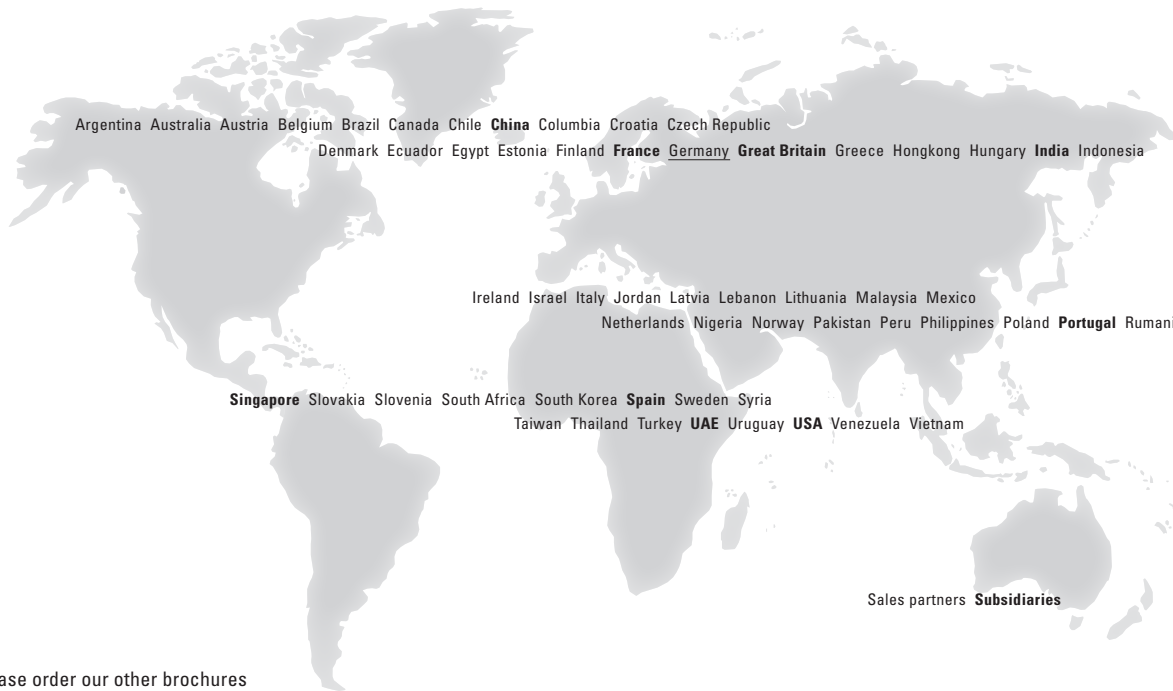 Argentina Australia Austria Belgium Brazil Canada Chile China Columbia Croatia Czech Republic
Denmark Ecuador Egypt Estonia Finland France Germany Great Britain Greece Hongkong Hungary India Indonesia
Ireland Israel Italy Jordan Latvia Lebanon Lithuania Malaysia Mexico
Netherlands Nigeria Norway Pakistan Peru Philippines Poland Portugal
Singapore Slovakia Slovenia South Africa South Korea Spain Sweden Syria
Taiwan Thailand Turkey UAE Uruguay USA Venezuela Vietnam
Sales partners Subsidiaries
order our other brochures